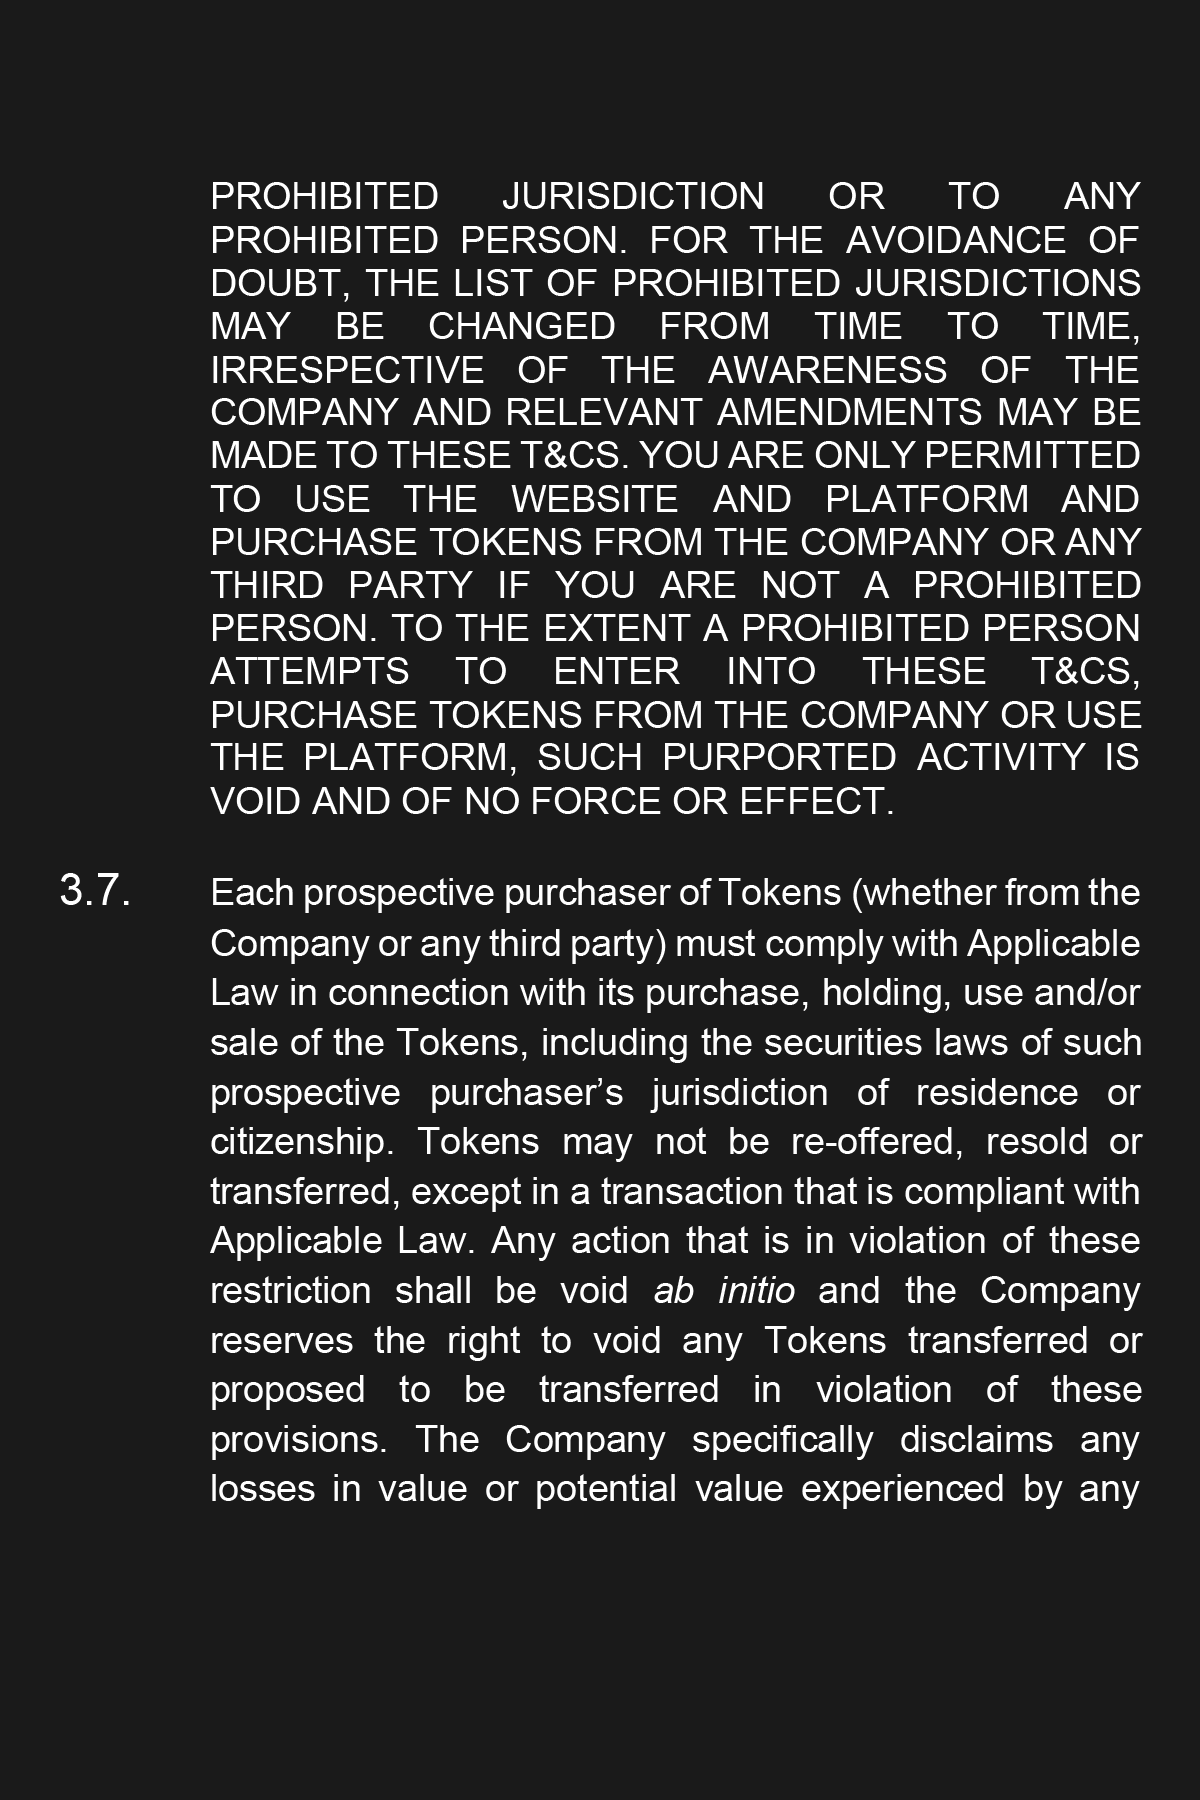 PROHIBITED JURISDICTION OR TO ANY
PROHIBITED PERSON. FOR THE AVOIDANCE OF
DOUBT, THE LIST OF PROHIBITED JURISDICTIONS
MAY BE CHANGED FROM TIME TO TIME,
IRRESPECTIVE OF THE AWARENESS OF THE
COMPANY AND RELEVANT AMENDMENTS MAY BE
MADE TO THESE T&CS. YOU ARE ONLY PERMITTED
TO USE THE WEBSITE AND PLATFORM AND
PURCHASE TOKENS FROM THE COMPANY OR ANY
THIRD PARTY IF YOU ARE NOT A PROHIBITED
PERSON. TO THE EXTENT A PROHIBITED PERSON
ATTEMPTS TO ENTER INTO THESE T&CS,
PURCHASE TOKENS FROM THE COMPANY OR USE
THE PLATFORM, SUCH PURPORTED ACTIVITY IS
VOID AND OF NO FORCE OR EFFECT.
3.7. Each prospective purchaser of Tokens (whether from the
Company or any third party) must comply with Applicable
Law in connection with its purchase, holding, use and/or
sale of the Tokens, including the securities laws of such
prospective purchaser’s jurisdiction of residence or
citizenship. Tokens may not be re-offered, resold or
transferred, except in a transaction that is compliant with
Applicable Law. Any action that is in violation of these
restriction shall be void ab initio and the Company
reserves the right to void any Tokens transferred or
proposed to be transferred in violation of these
provisions. The Company specifically disclaims any
losses in value or potential value experienced by any